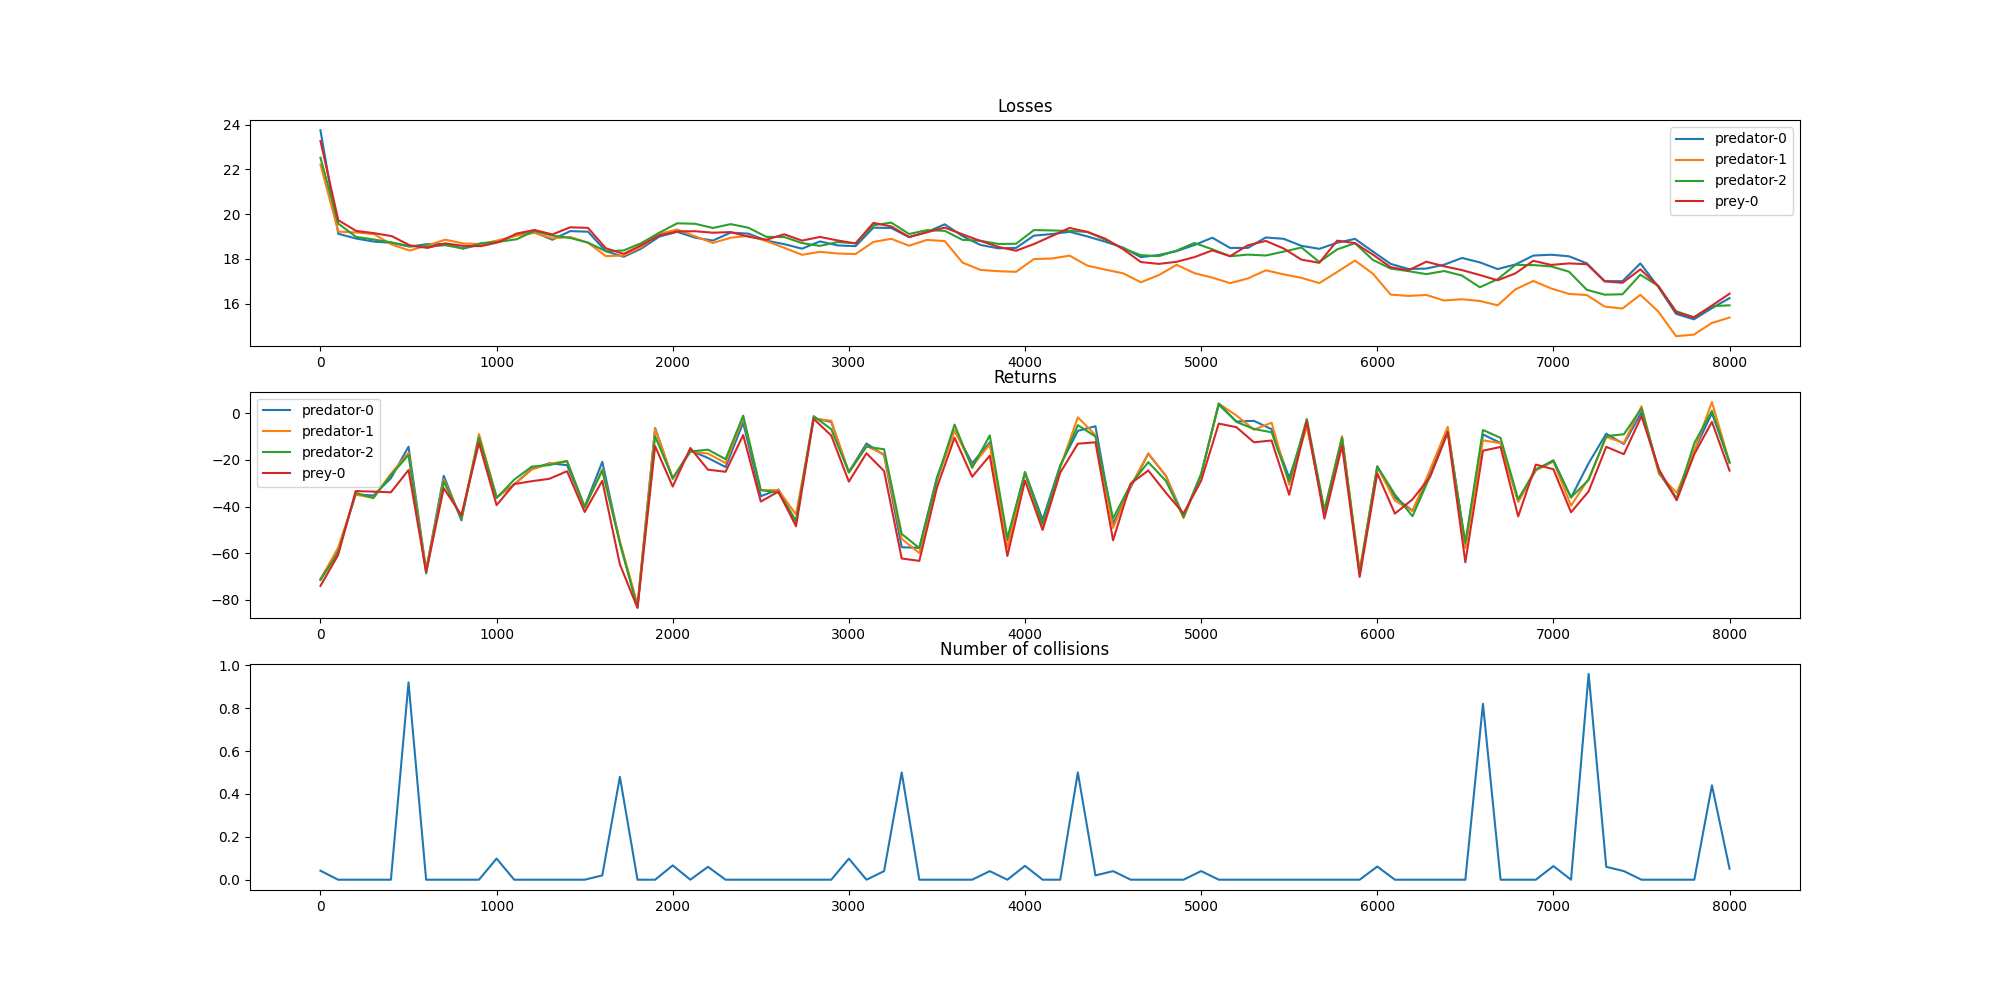 Losses
24
22
20
18
16
predator-0
predator-1
predator-2
prey-0
0 1000 2000 3000 4000 5000 6000 7000 8000
Returns
0
−20
−40
−60
−80
predator-0
predator-1
predator-2
prey-0
0 1000 2000 3000 4000 5000 6000 7000 8000
Number of collisions
1.0
0.8
0.6
0.4
0.2
0.0
0 1000 2000 3000 4000 5000 6000 7000 8000